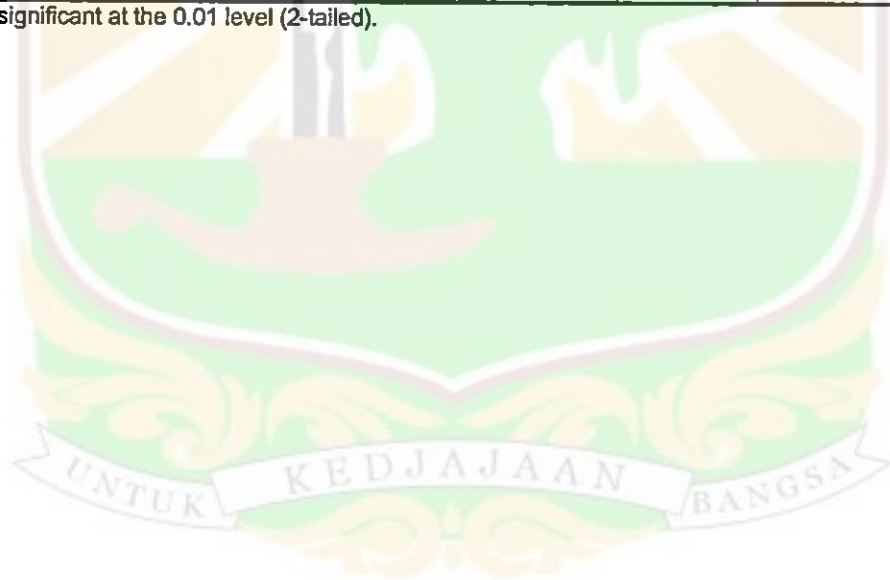 significant at the 0.01 level (2-tailed).
UNTUK KEDJAJAAN BANGSA